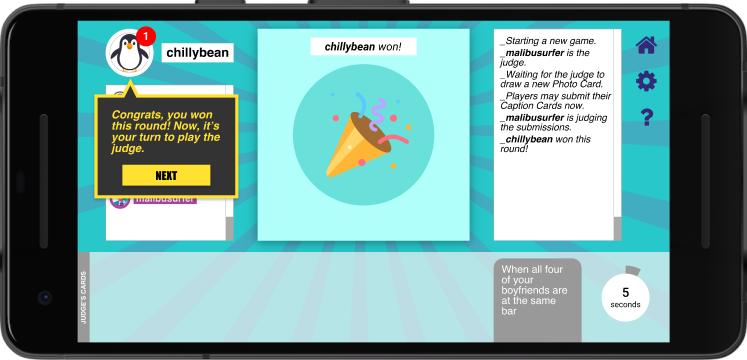 1
chillybean
Congrats, you won
this round! Now, it's
your turn to play the
judge.
NEXT
malibusurfer
chillybean won!
_Starting a new game.
_malibusurfer is the
judge.
_Waiting for the judge to
draw a new Photo Card.
_Players may submit their
Caption Cards now.
_malibusurfer is judging
the submissions.
_chillybean won this
round!
?
JUDGE'S CARDS
When all four
of your
boyfriends are
at the same
bar
5
seconds